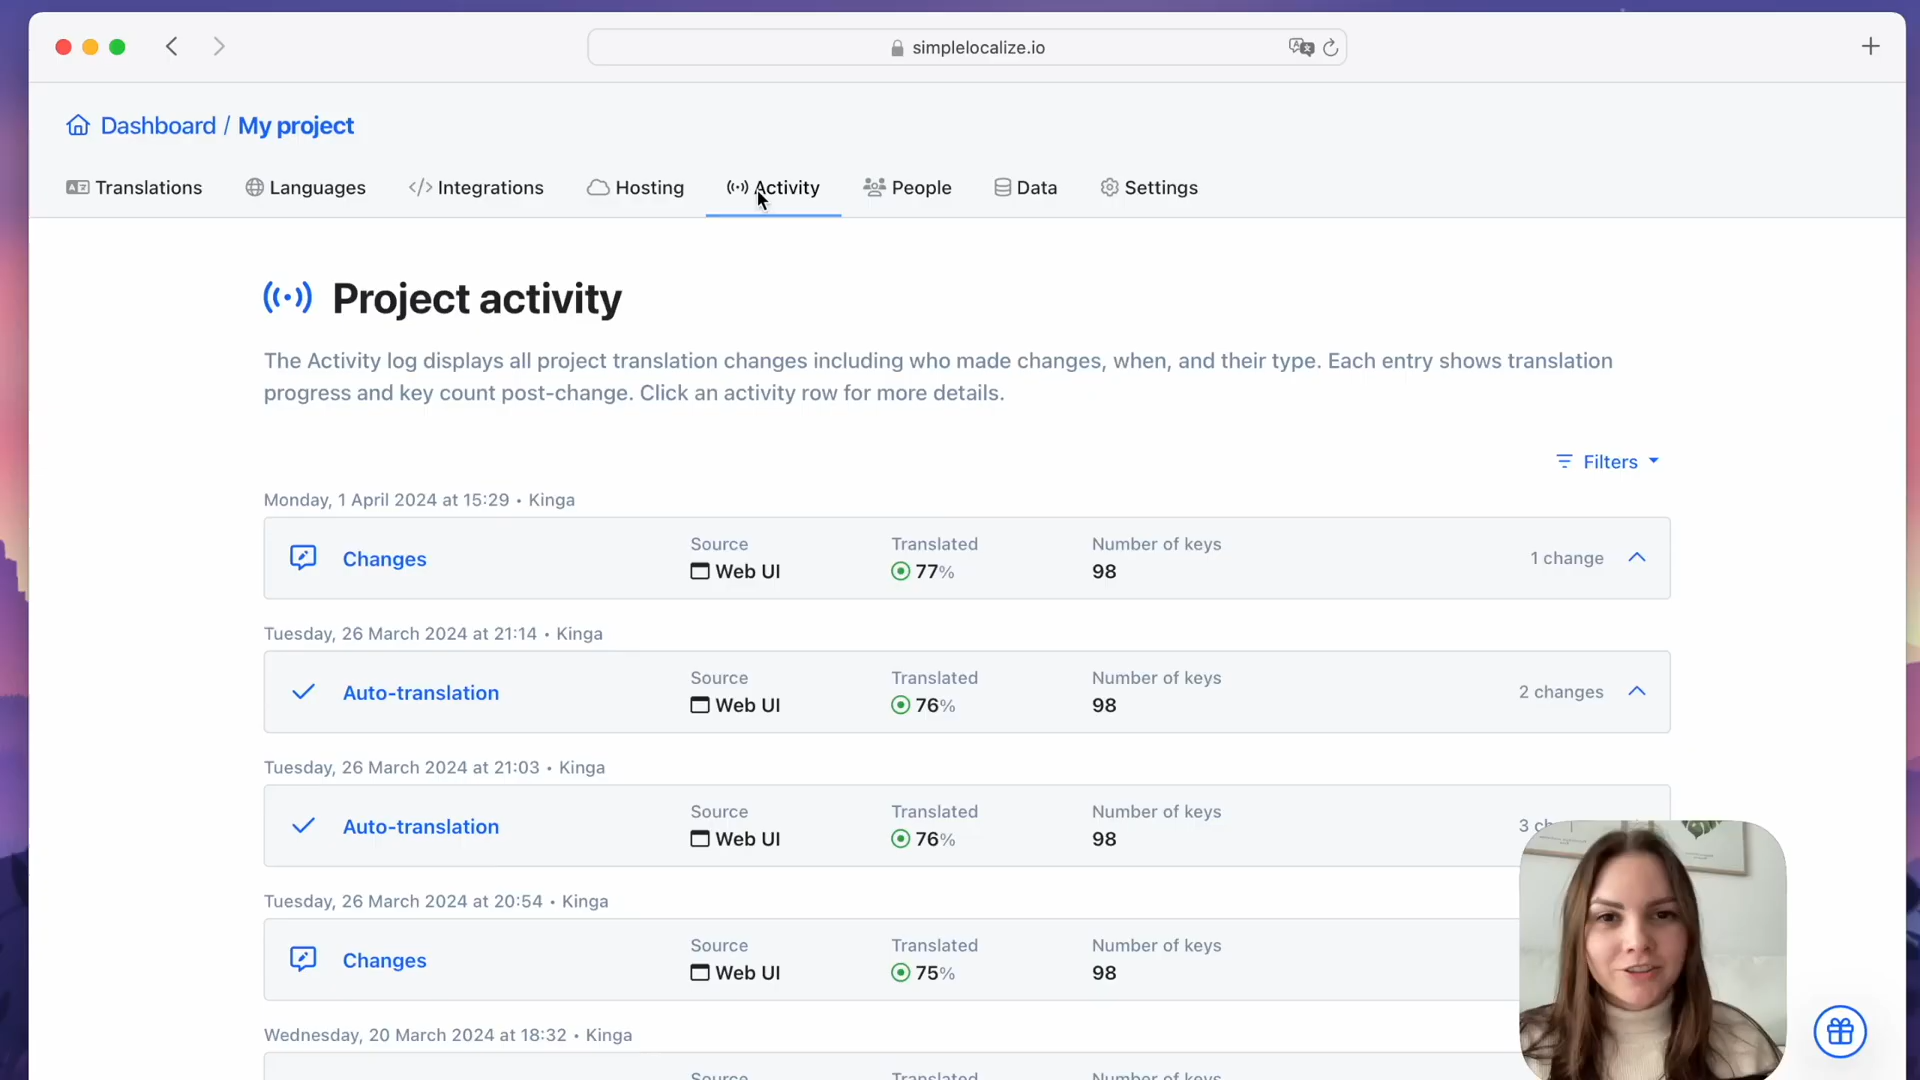 simplelocalize.io
Dashboard / My project
Translations Languages Integrations Hosting Activity People Data Settings
Project activity
The Activity log displays all project translation changes including who made changes, when, and their type. Each entry shows translation
progress and key count post-change. Click an activity row for more details.
Filters
Monday, 1 April 2024 at 15:29 • Kinga
Source Translated Number of keys
Changes 1 change
Web UI 77% 98
Tuesday, 26 March 2024 at 21:14 • Kinga
Source Translated Number of keys
Auto-translation 2 changes
Web UI 76% 98
Tuesday, 26 March 2024 at 21:03 • Kinga
Source Translated Number of keys
Auto-translation 3
Web UI 76% 98
Tuesday, 26 March 2024 at 20:54 • Kinga
Source Translated Number of keys
Changes
Web UI 75% 98
Wednesday, 20 March 2024 at 18:32 • Kinga
Source Translated Number of keys